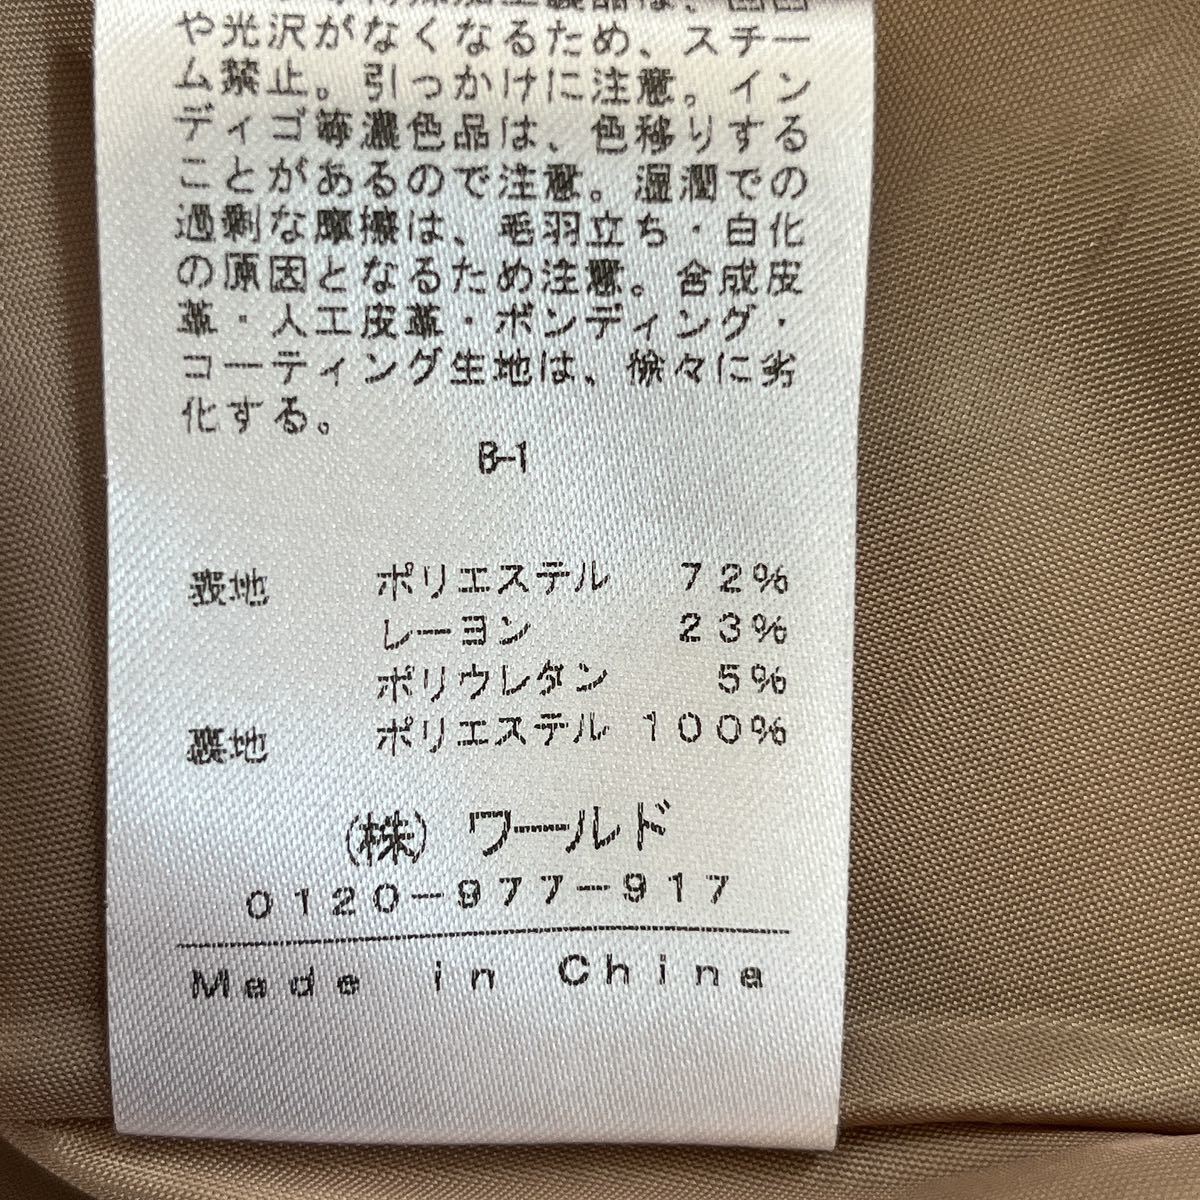 製品は、凹凸
や光沢がなくなるため、スチー
ム禁止。引っかけに注意。イン
ディゴ等濃色品は、色移りする
ことがあるので注意。湿潤での
過剰な摩擦は、毛羽立ち・白化
の原因となるため注意。合成皮
革・人工皮革・ボンディング・
コーティング生地は、徐々に劣
化する。
B-1
表地 ポリエステル 72%
レーヨン 23%
ポリウレタン 5%
裏地 ポリエステル 100%
(株) ワールド
0120-977-917
Made in China